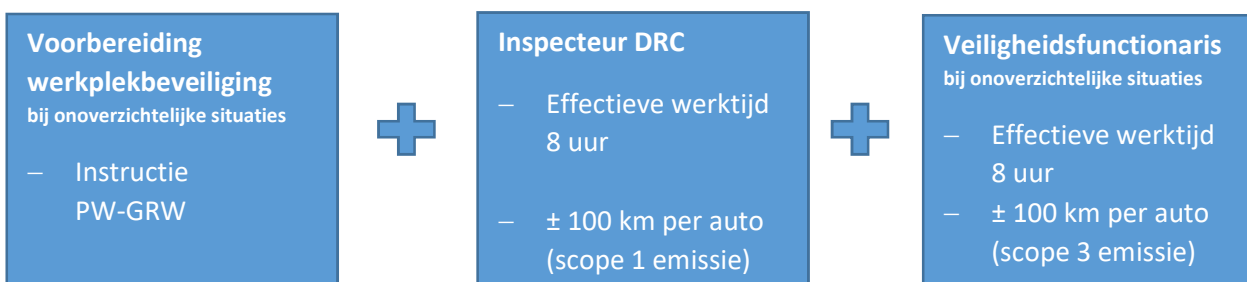 Voorbereiding
werkplekbeveiliging
bij onoverzichtelijke situaties
– Instructie
PW-GRW
Inspecteur DRC
– Effectieve werktijd
8 uur
– ± 100 km per auto
(scope 1 emissie)
Veiligheidsfunctionaris
bij onoverzichtelijke situaties
– Effectieve werktijd
8 uur
– ± 100 km per auto
(scope 3 emissie)